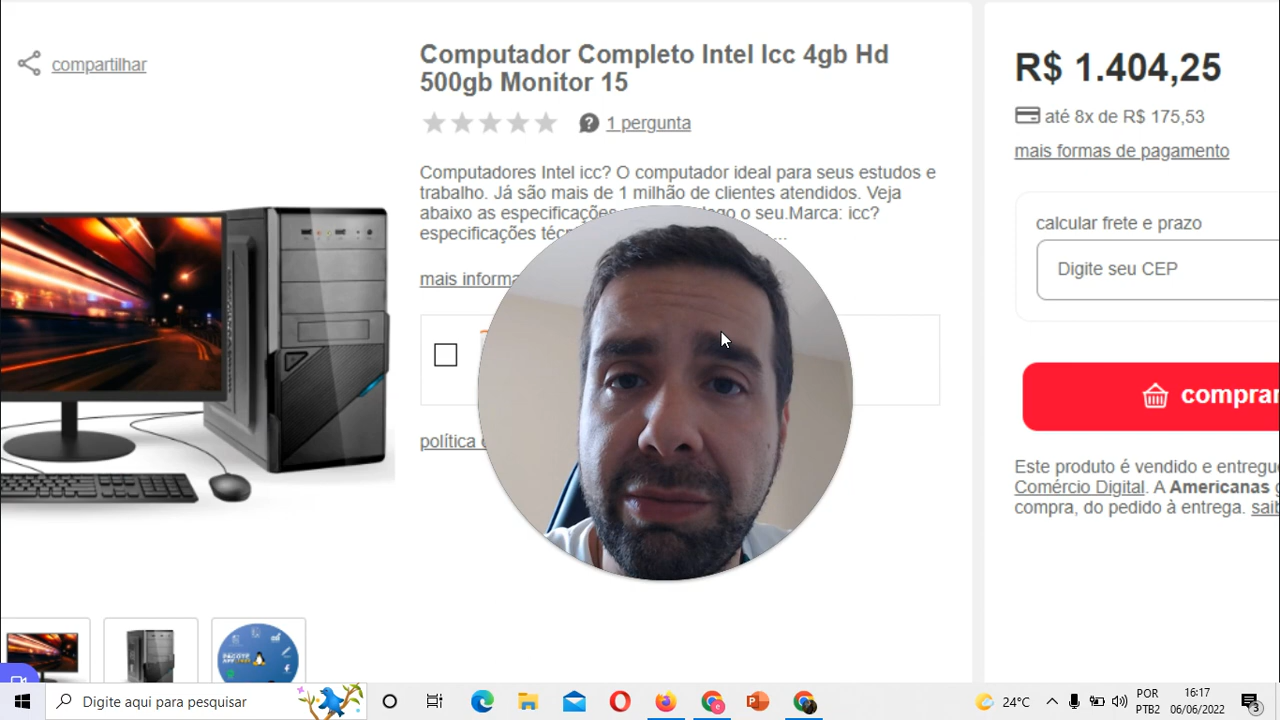 compartilhar
Computador Completo Intel Icc 4gb Hd
500gb Monitor 15
1 pergunta
Computadores Intel icc? O computador ideal para seus estudos e
trabalho. Já são mais de 1 milhão de clientes atendidos. Veja
abaixo as especificações o seu.Marca: icc?
especificações
mais
política
R$ 1.404,25
até 8x de R$ 175,53
mais formas de pagamento
calcular frete e prazo
Digite seu CEP
comprar
Este produto é vendido e
Comércio Digital. A Americanas
compra, do pedido à entrega.
Digite aqui para pesquisar
24°C
POR
PTB2
16:17
06/06/2022
3